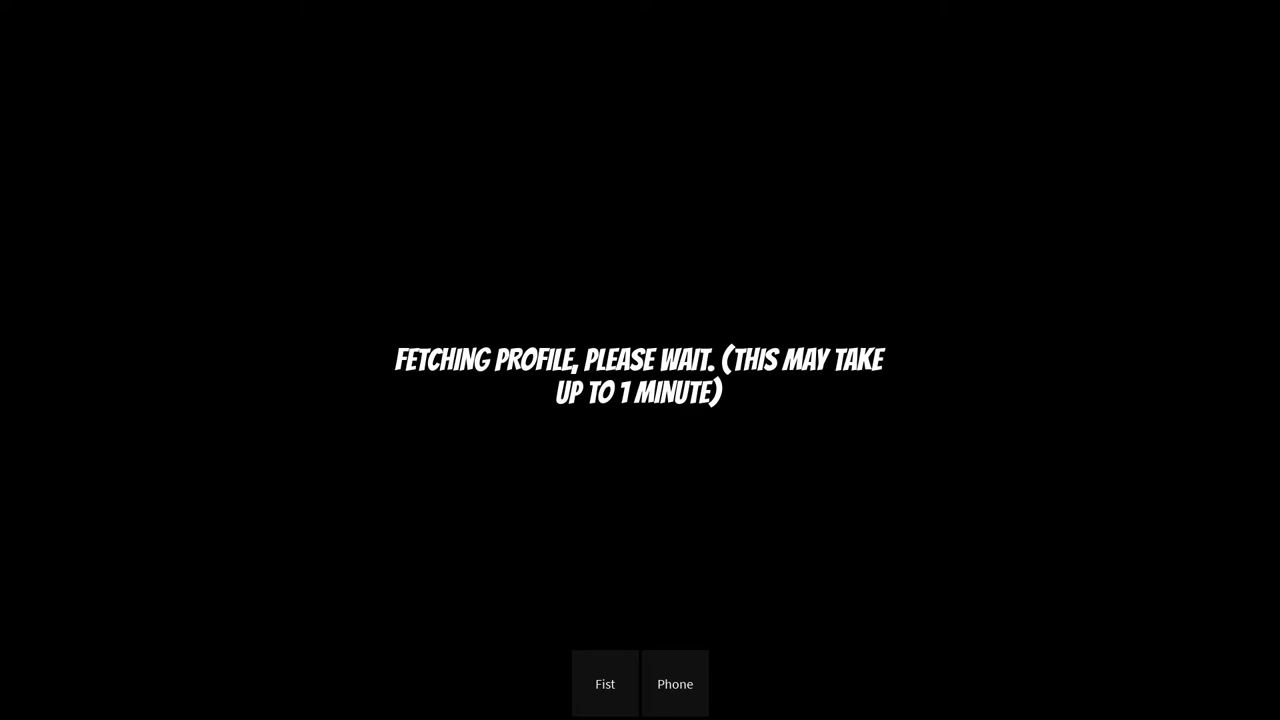 FETCHING PROFILE, PLEASE WAIT. (THIS MAY TAKE
UP TO 1 MINUTE)
Fist
Phone